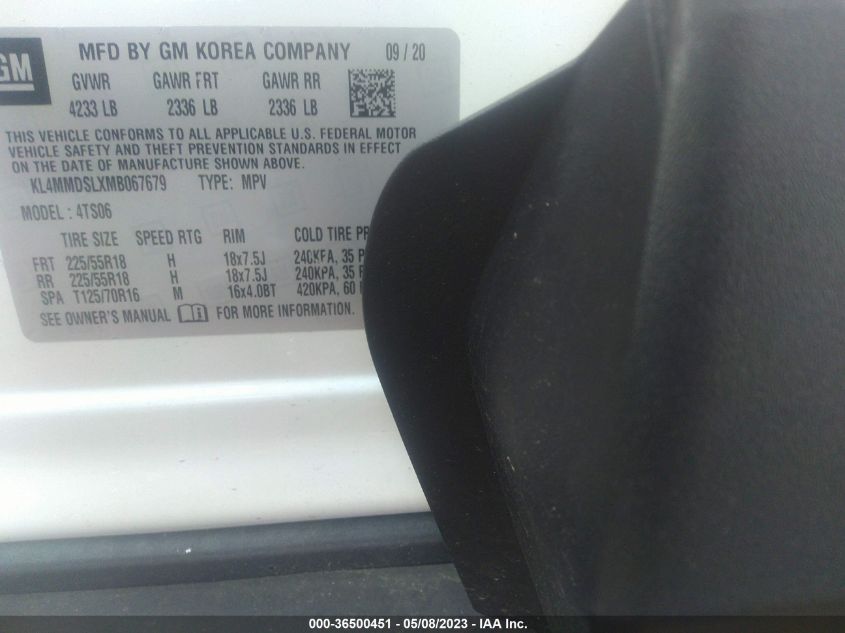 GM
MFD BY GM KOREA COMPANY 09/20
GVWR GAWR FRT GAWR RR
4233 LB 2336 LB 2336 LB
THIS VEHICLE CONFORMS TO ALL APPLICABLE U.S. FEDERAL MOTOR
VEHICLE SAFETY AND THEFT PREVENTION STANDARDS IN EFFECT
ON THE DATE OF MANUFACTURE SHOWN ABOVE.
KL4MMDSLXMB067679 TYPE: MPV
MODEL : 4TS06
TIRE SIZE SPEED RTG RIM COLD TIRE PR
FRT 225/55R18 H 18x7.5J 240KPA, 35 P
RR 225/55R18 H 18x7.5J 240KPA, 35
SPA T125/70R16 M 16x4.0BT 420KPA, 60
SEE OWNER'S MANUAL FOR MORE INFORMATION.
000-36500451 - 05/08/2023 - IAA Inc.